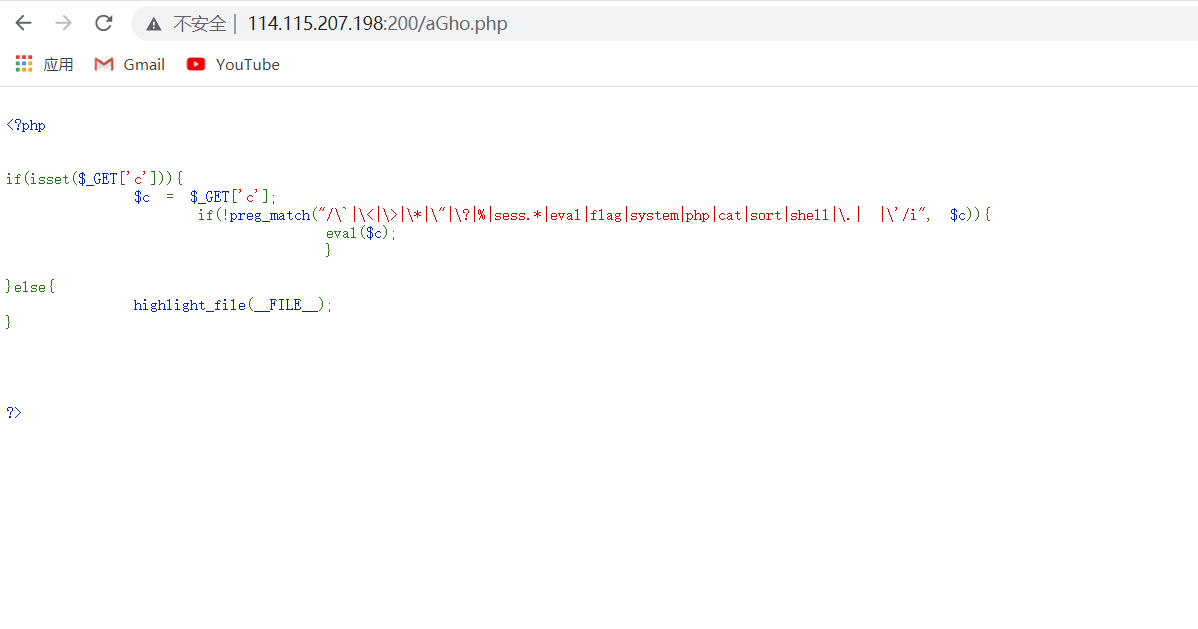 不安全 | 114.115.207.198:200/aGho.php
应用 Gmail YouTube
<?php
if(isset($_GET['c'])){
$c = $_GET['c'];
if(!preg_match("/\`|\<|\>|\*|\"|\?|%|sess.*|eval|flag|system|php|cat|sort|shell|\.| |\'/i", $c)){
eval($c);
}
}else{
highlight_file(__FILE__);
}
?>